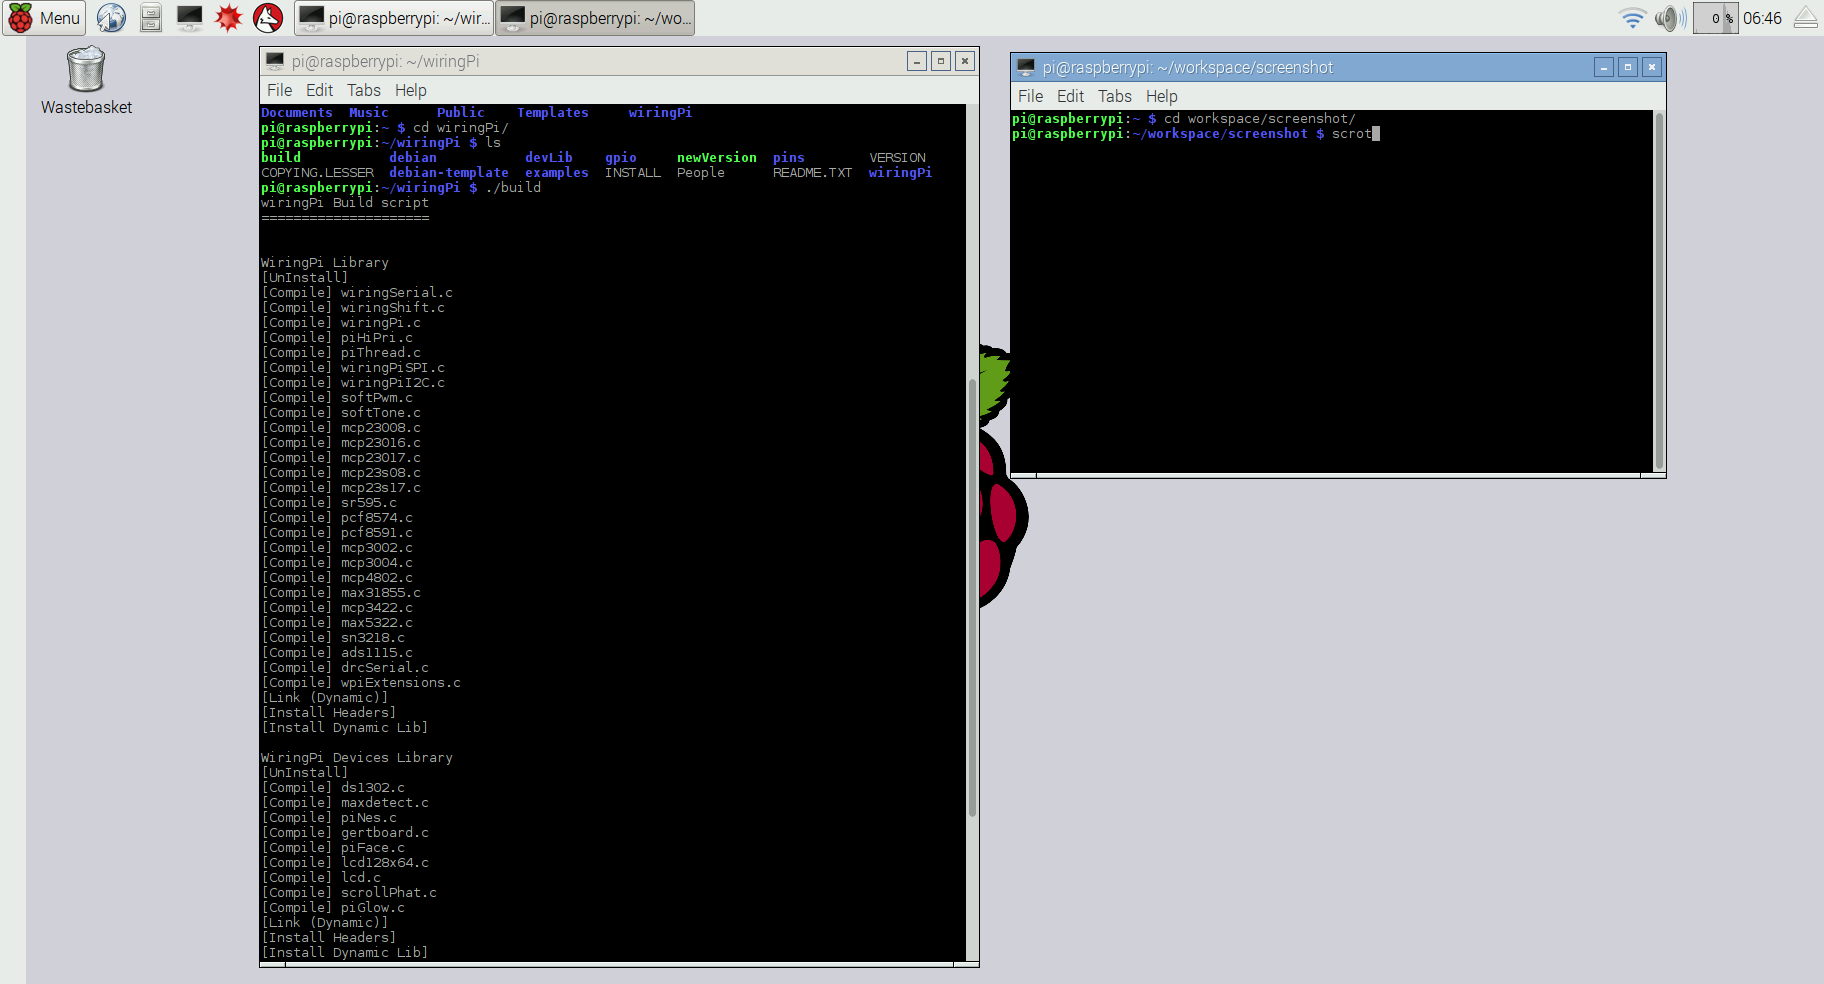 Menu
pi@raspberrypi: ~/wir...
pi@raspberrypi: ~/wo...
0 %
06:46
Wastebasket
pi@raspberrypi: ~/wiringPi
File Edit Tabs Help
Documents Music Public Templates wiringPi
pi@raspberrypi:~ $ cd wiringPi/
pi@raspberrypi:~/wiringPi $ ls
build debian devLib gpio newVersion pins VERSION
COPYING.LESSER debian-template examples INSTALL People README.TXT wiringPi
pi@raspberrypi:~/wiringPi $ ./build
wiringPi Build script
=====================
WiringPi Library
[UnInstall]
[Compile] wiringSerial.c
[Compile] wiringShift.c
[Compile] wiringPi.c
[Compile] piHiPri.c
[Compile] piThread.c
[Compile] wiringPiSPI.c
[Compile] wiringPiI2C.c
[Compile] softPwm.c
[Compile] softTone.c
[Compile] mcp23008.c
[Compile] mcp23016.c
[Compile] mcp23017.c
[Compile] mcp23s08.c
[Compile] mcp23s17.c
[Compile] sr595.c
[Compile] pcf8574.c
[Compile] pcf8591.c
[Compile] mcp3002.c
[Compile] mcp3004.c
[Compile] mcp4802.c
[Compile] max31855.c
[Compile] mcp3422.c
[Compile] max5322.c
[Compile] sn3218.c
[Compile] ads1115.c
[Compile] drcSerial.c
[Compile] wpiExtensions.c
[Link (Dynamic)]
[Install Headers]
[Install Dynamic Lib]
WiringPi Devices Library
[UnInstall]
[Compile] ds1302.c
[Compile] maxdetect.c
[Compile] piNes.c
[Compile] gertboard.c
[Compile] piFace.c
[Compile] lcd128x64.c
[Compile] lcd.c
[Compile] scrollPhat.c
[Compile] piGlow.c
[Link (Dynamic)]
[Install Headers]
[Install Dynamic Lib]
pi@raspberrypi: ~/workspace/screenshot
File Edit Tabs Help
pi@raspberrypi:~ $ cd workspace/screenshot/
pi@raspberrypi:~/workspace/screenshot $ scrot